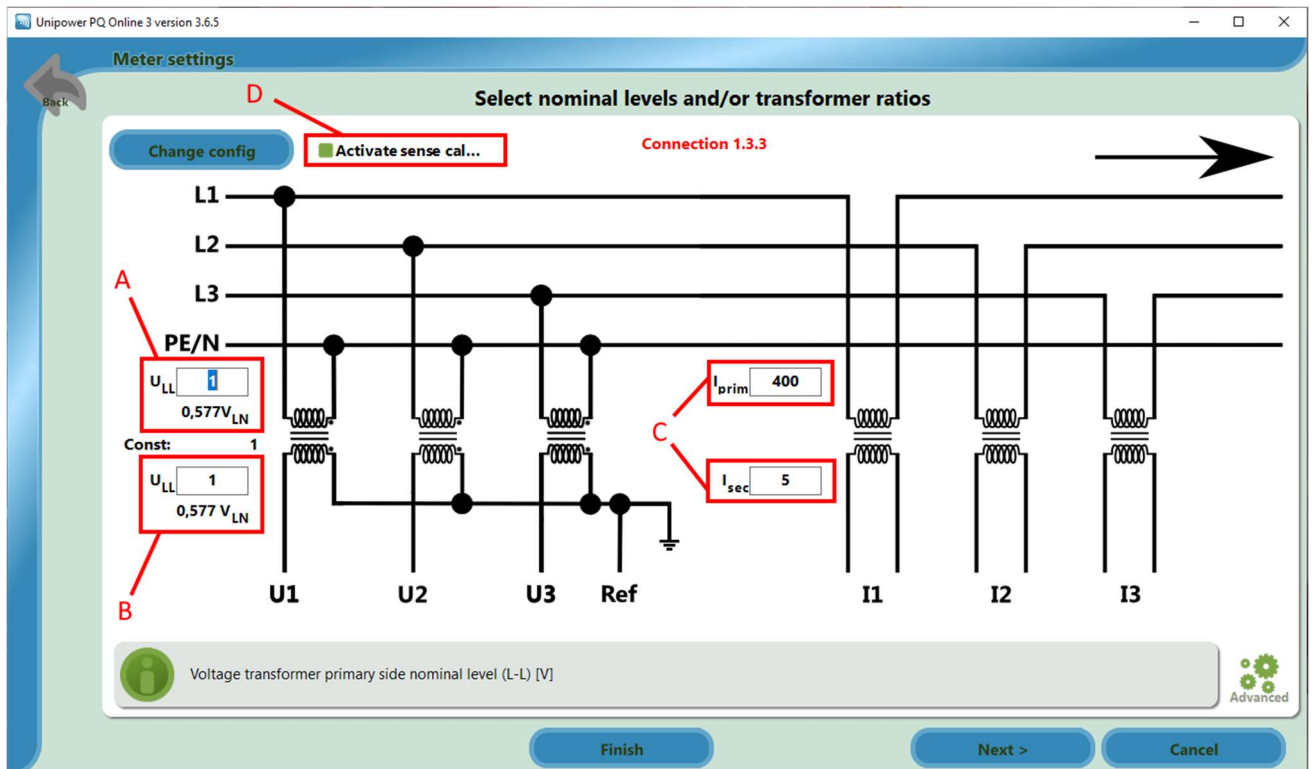 Unipower PQ Online 3 version 3.6.5
Meter settings
Back
D
Select nominal levels and/or transformer ratios
Change config
Activate sense cal...
Connection 1.3.3
L1
L2
A
L3
PE/N
ULL 1
0,577VLN
Iprim 400
C
Const: 1
ULL 1
0,577 VLN
Isec 5
B
U1 U2 U3 Ref I1 I2 I3
Voltage transformer primary side nominal level (L-L) [V]
Advanced
Finish Next > Cancel